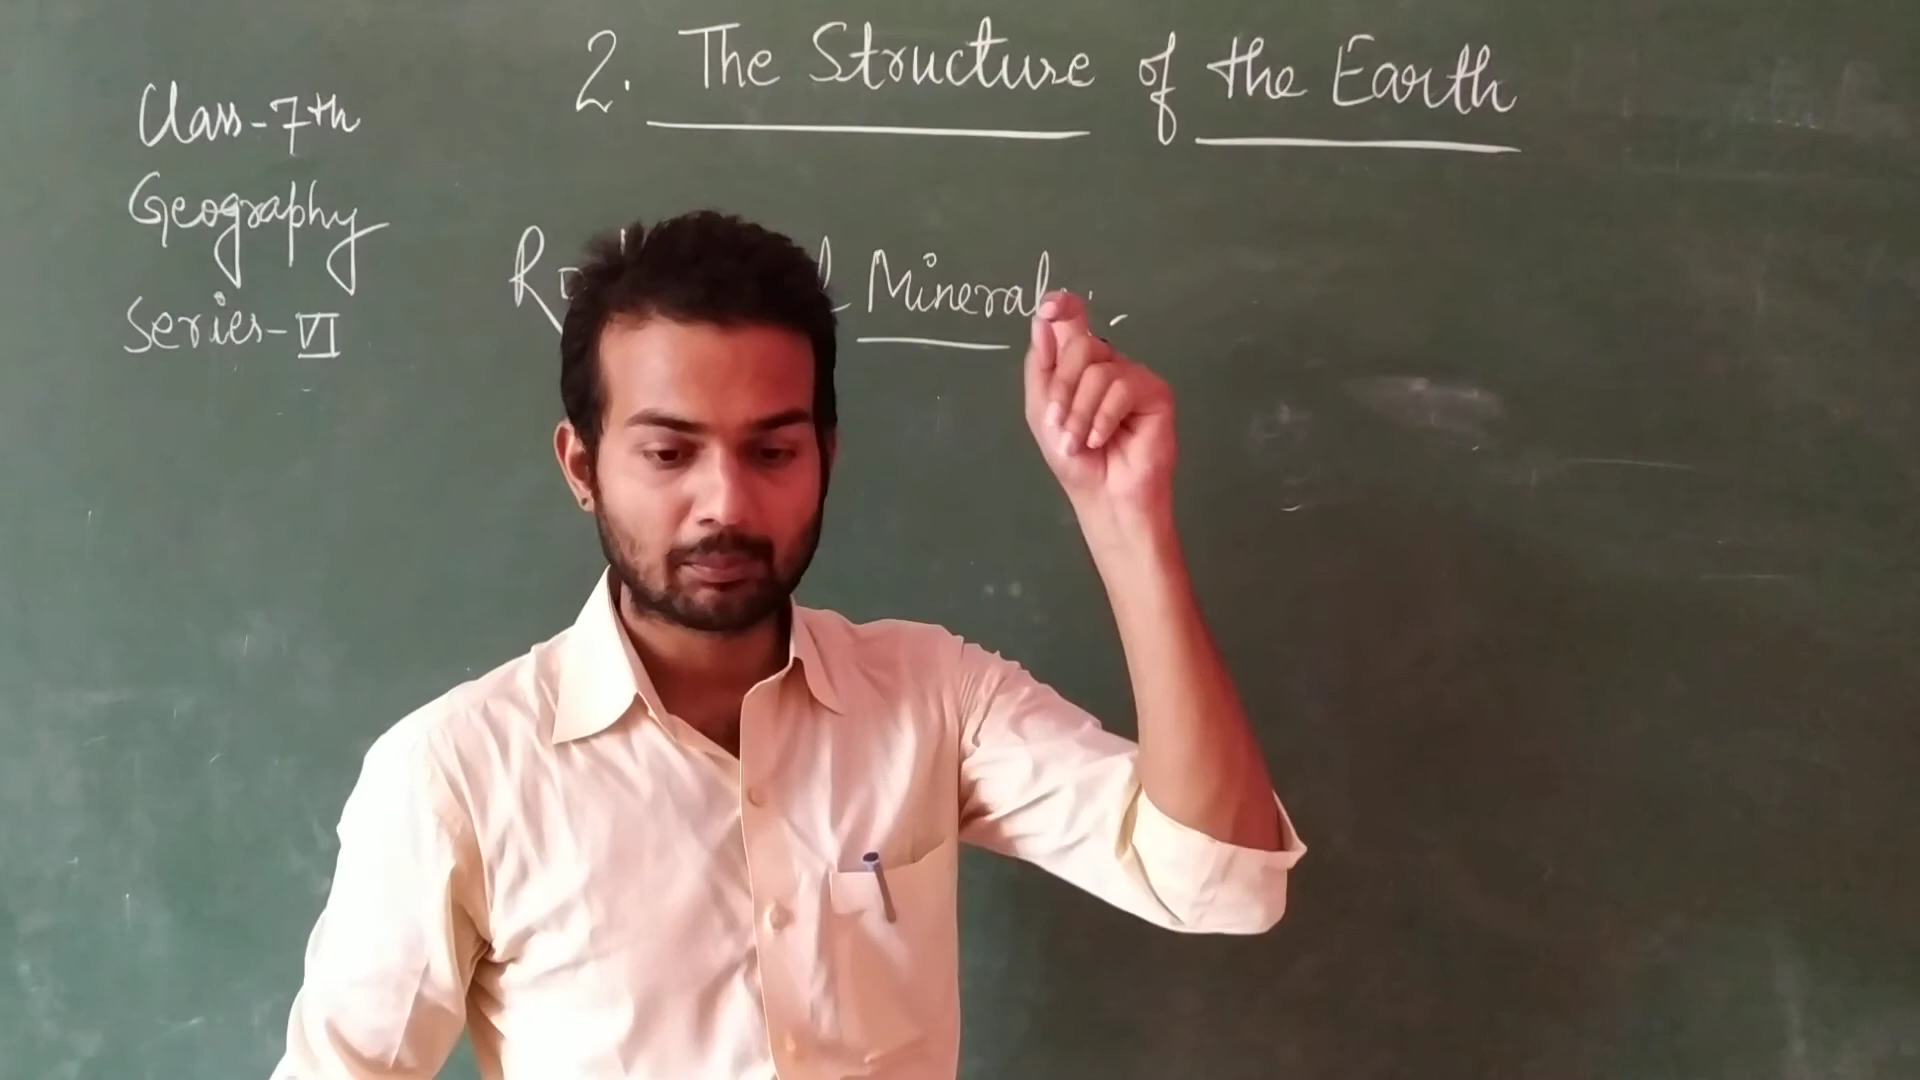 2. The Structure of the Earth
Class-7th
Geography
Series-VI
Minerals:-